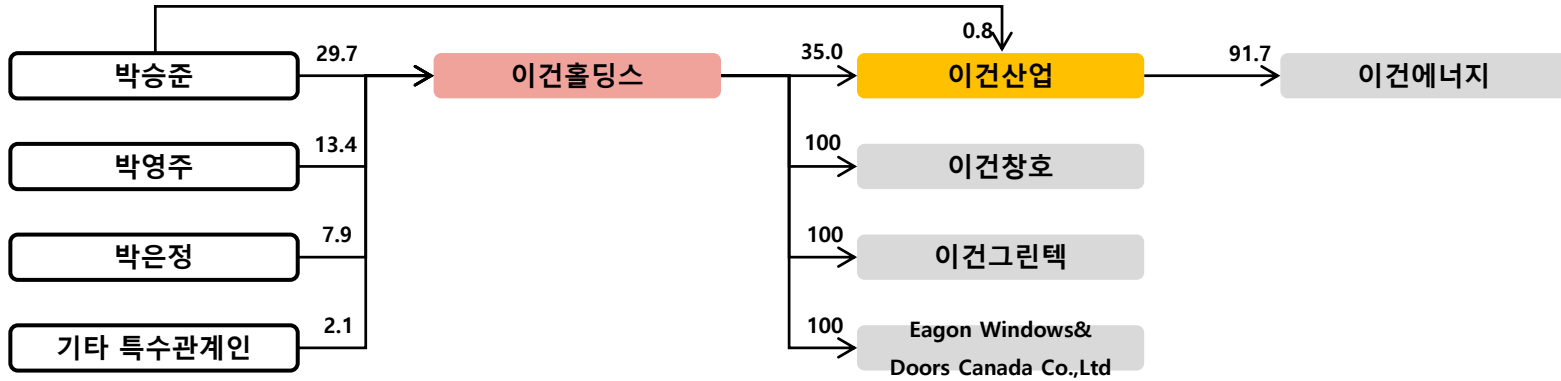 0.8
박승준
29.7
이건홀딩스
35.0
이건산업
91.7
이건에너지
박영주
13.4
100
이건창호
박은정
7.9
100
이건그린텍
기타 특수관계인
2.1
100
Eagon Windows&
Doors Canada Co.,Ltd